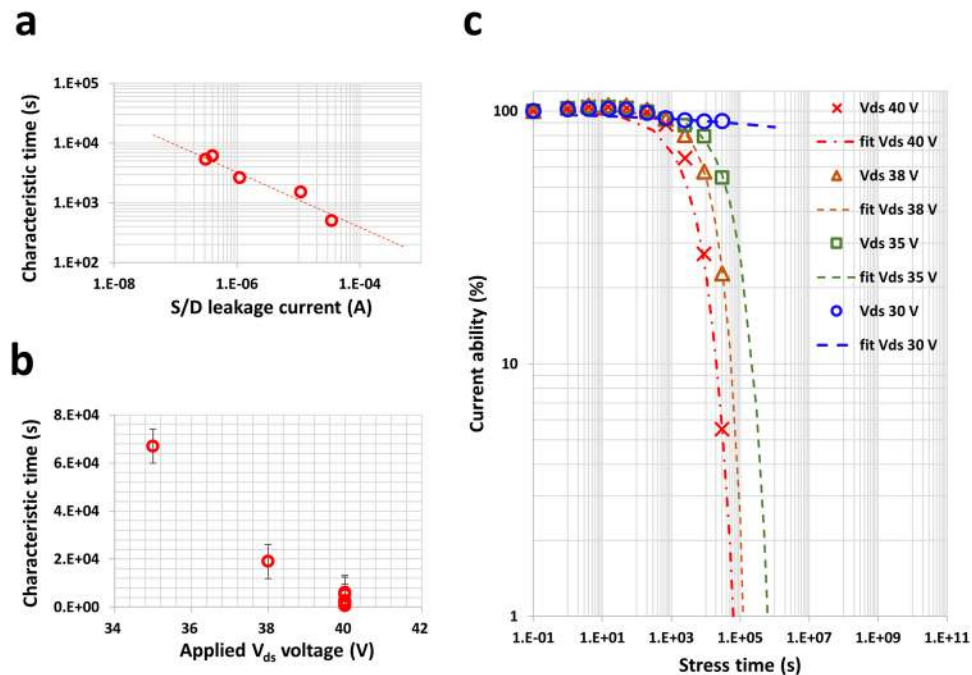 a
1.E+05
1.E+04
1.E+03
1.E+02
Characteristic time (s)
1.E-08
1.E-06
1.E-04
S/D leakage current (A)
b
8.E+04
6.E+04
4.E+04
2.E+04
0.E+00
Characteristic time (s)
34
36
38
40
42
Applied Vds voltage (V)
c
100
10
1
Current ability (%)
1.E-01
1.E+01
1.E+03
1.E+05
1.E+07
1.E+09
1.E+11
Stress time (s)
Vds 40 V
fit Vds 40 V
Vds 38 V
fit Vds 38 V
Vds 35 V
fit Vds 35 V
Vds 30 V
fit Vds 30 V